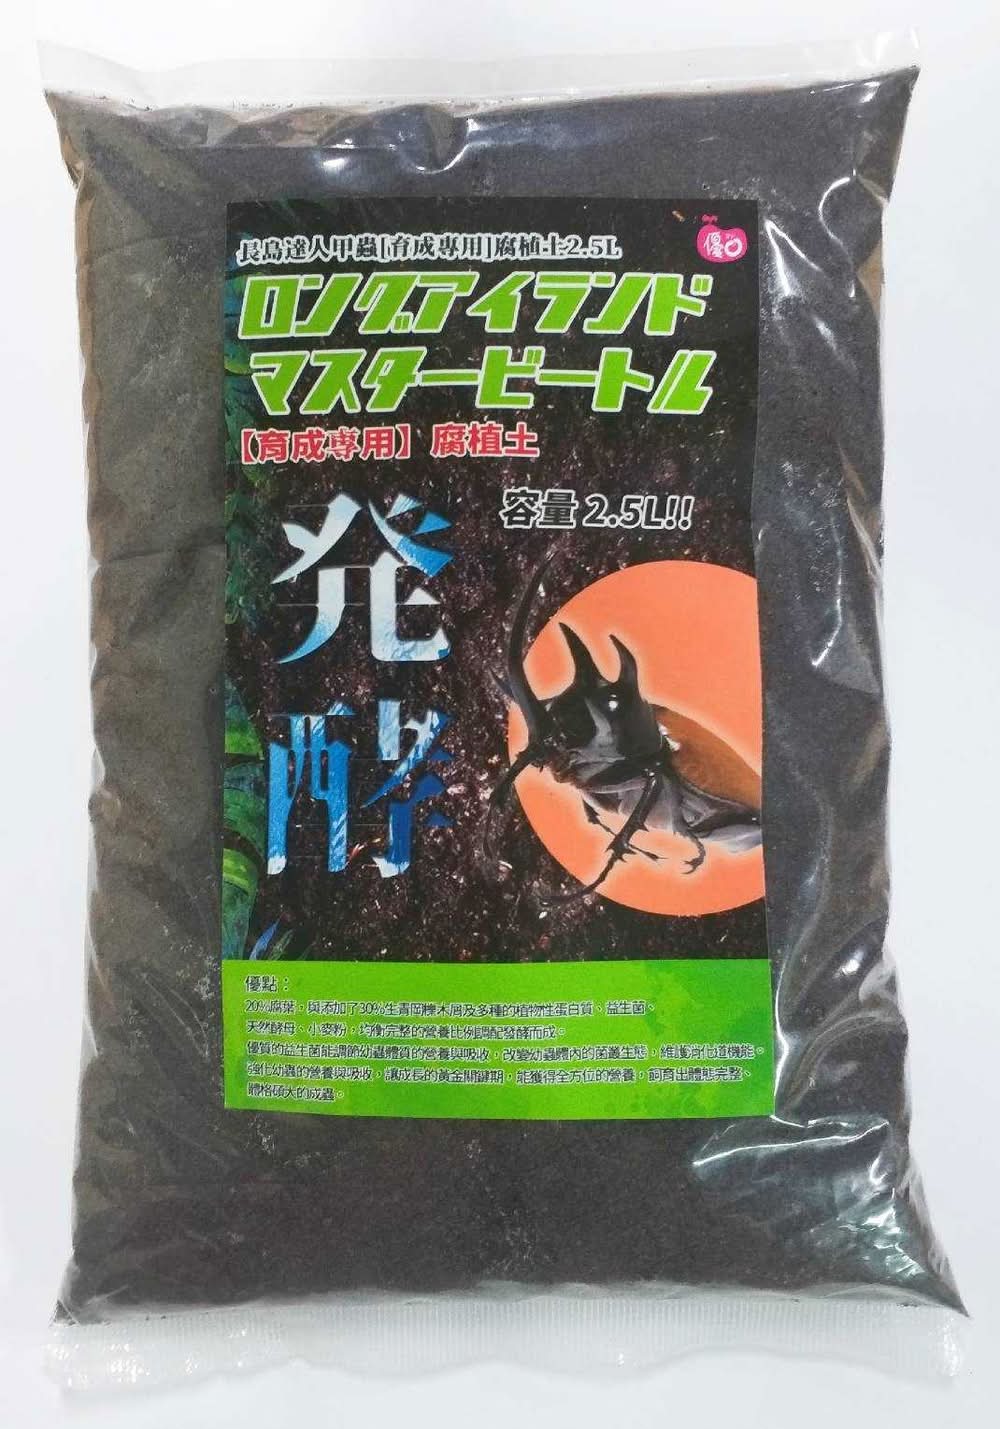 長島達人甲蟲[育成專用]腐植土2.5L
優品
ロングアイランド
マスタービートル
【育成專用】腐植土
容量 2.5L!!
発
酵
優點：
20%腐葉，與添加了30%生青岡櫟木屑及多種的植物性蛋白質、益生菌、
天然酵母、小麥粉，均衡完整的營養比例調配發酵而成。
優質的益生菌能調節幼蟲體質的營養與吸收，改變幼蟲體內的菌叢生態，維護消化道機能。
強化幼蟲的營養與吸收，讓成長的黃金關鍵期，能獲得全方位的營養，飼育出體態完整、
體格碩大的成蟲。